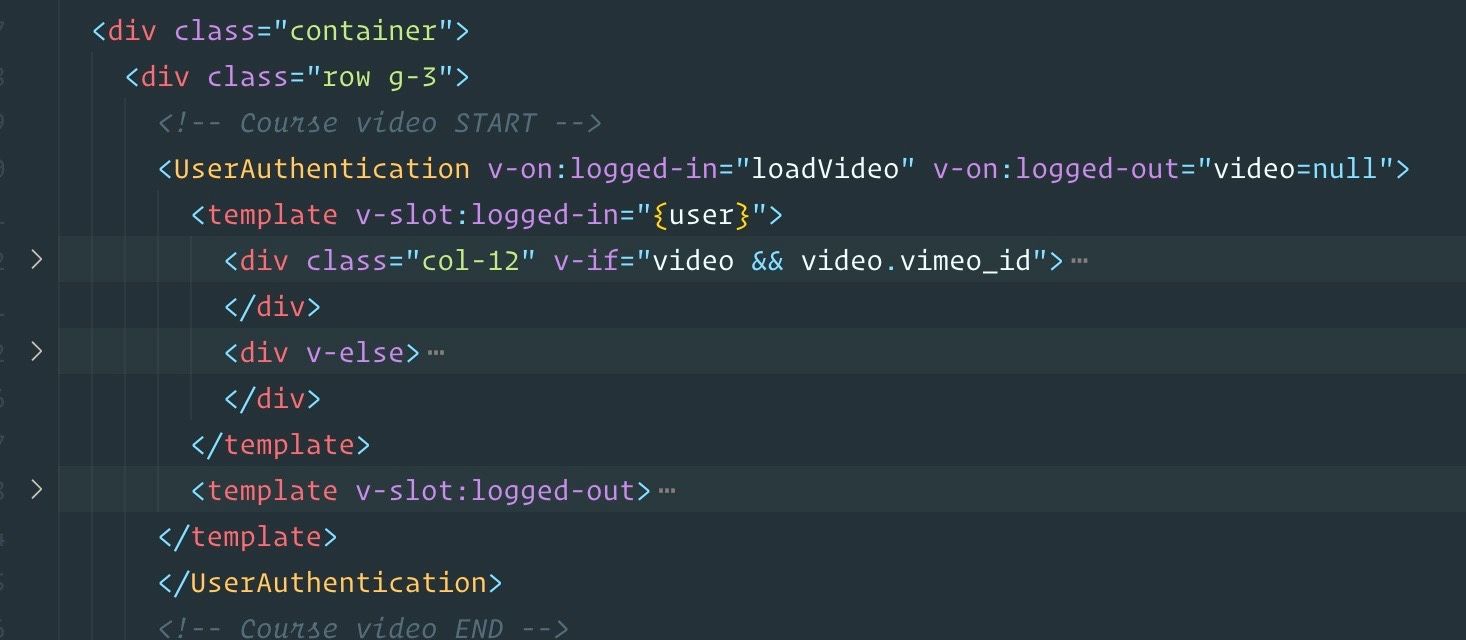 <div class="container">
<div class="row g-3">
<!-- Course video START -->
<UserAuthentication v-on:logged-in="loadVideo" v-on:logged-out="video=null">
<template v-slot:logged-in="{user}">
<div class="col-12" v-if="video && video.vimeo_id">…
</div>
<div v-else>…
</div>
</template>
<template v-slot:logged-out>…
</template>
</UserAuthentication>
<!-- Course video END -->